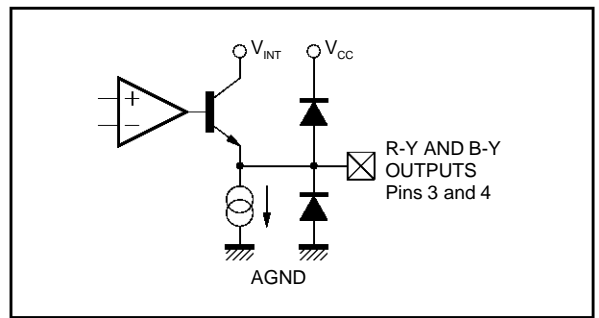 V_INT
V_CC
+
−
R-Y AND B-Y
OUTPUTS
Pins 3 and 4
AGND